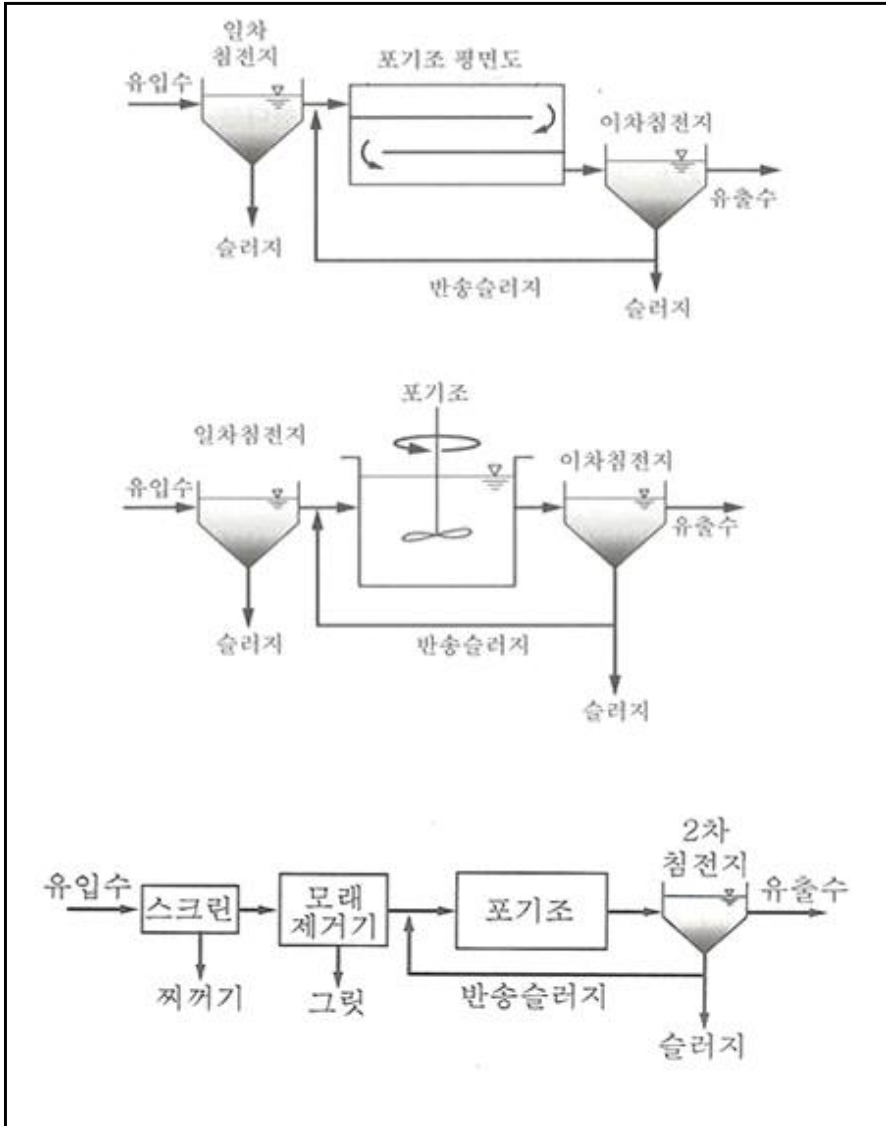 일차
침전지
포기조 평면도
유입수
이차침전지
유출수
슬러지
반송슬러지
슬러지
포기조
일차침전지
이차침전지
유입수
유출수
슬러지
반송슬러지
슬러지
2차
침전지
유입수
유출수
스크린
모래
제거기
포기조
찌꺼기
그릿
반송슬러지
슬러지